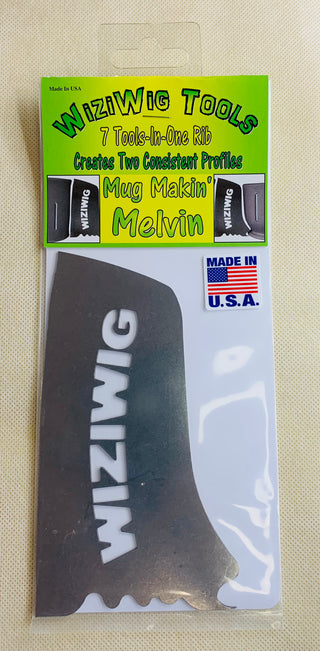 Made In USA
WiziWig Tools
7 Tools-In-One Rib
Creates Two Consistent Profiles
Mug Makin'
Melvin
WIZIWIG
WIZIWIG
MADE IN
U.S.A.
WIZIWIG